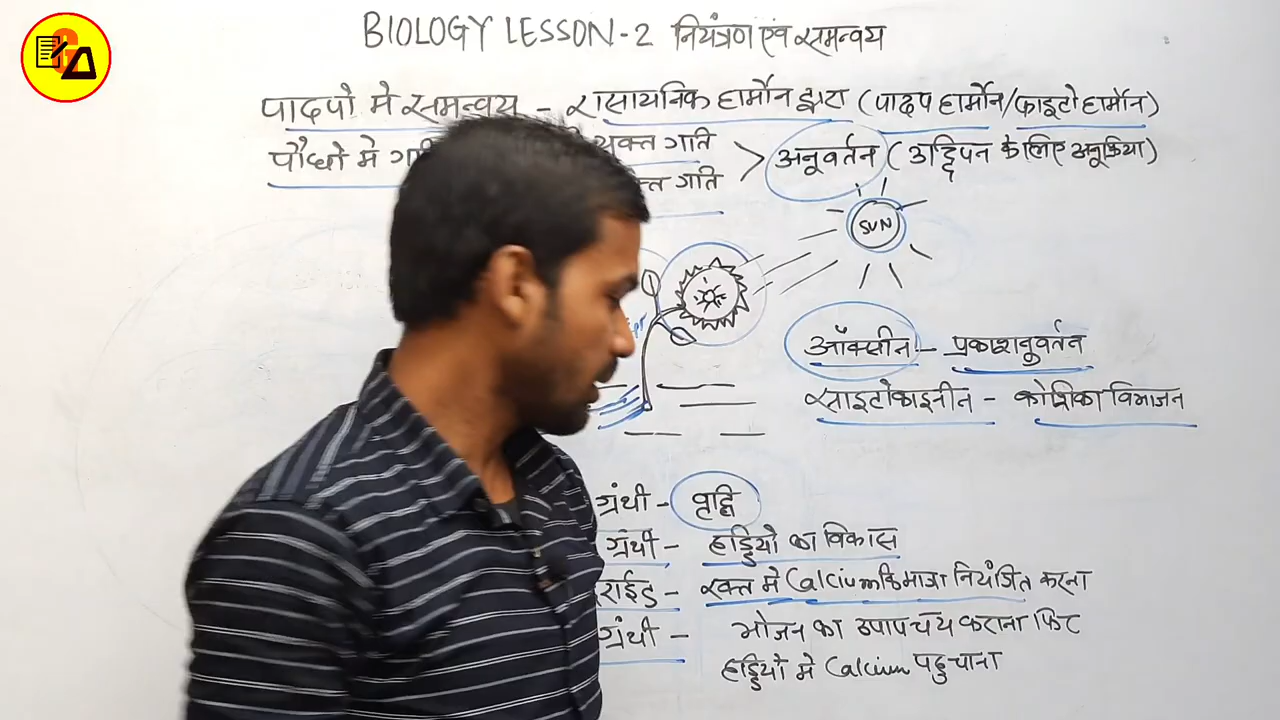 BIOLOGY LESSON-2 नियंत्रण एवं समन्वय
पादपो मे समन्वय - रासायनिक हार्मोन द्वारा (पादप हार्मोन/फाइटो हार्मोन)
पौधो मे
युक्त गति
गति > अनुवर्तन (उद्दिपन के लिए अनुक्रिया)
SUN
ऑक्सीन - प्रकाशानुवर्तन
साइटोकाइनीन - कोशिका विभाजन
ग्रंथी - वृद्धि
ग्रंथी - हड्डियो का विकास
राईड - रक्त मे Calcium कि मात्रा नियंत्रित करना
ग्रंथी - भोजन का उपापचय कराना फिर
हड्डियो मे Calcium पहुचाना